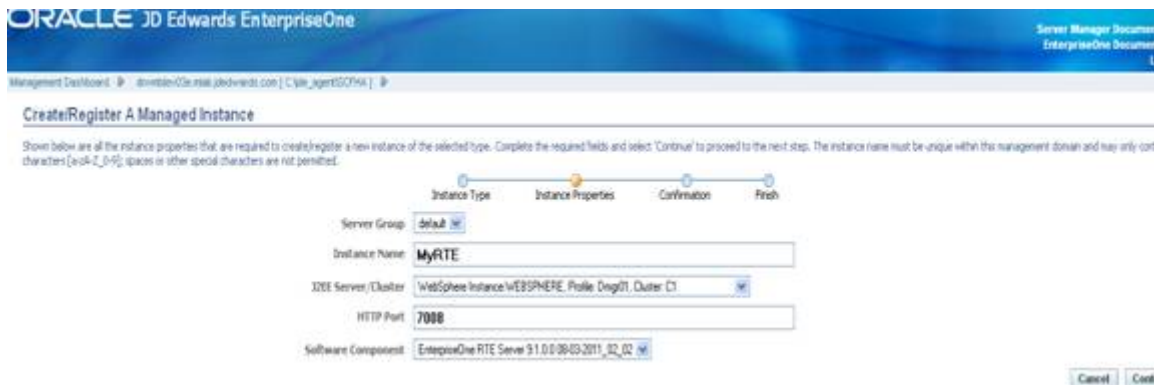 ORACLE JD Edwards EnterpriseOne
Server Manager Documen
EnterpriseOne Documen
L
Management Dashboard
Create/Register A Managed Instance
Shown below are all the instance properties that are required to create/register a new instance of the selected type. Complete the required fields and select 'Continue' to proceed to the next step. The instance name must be unique within this management domain and may only cont
characters [a-zA-Z_0-9]; spaces or other special characters are not permitted.
Instance Type Instance Properties Confirmation Finish
Server Group default
Instance Name MyRTE
J2EE Server/Cluster WebSphere Instance:WEBSPHERE, Profile: Dmgr01, Cluster: C1
HTTP Port 7008
Software Component EnterpriseOne RTE Server 9.1.0.0 08-03-2011_02_02
Cancel Conti